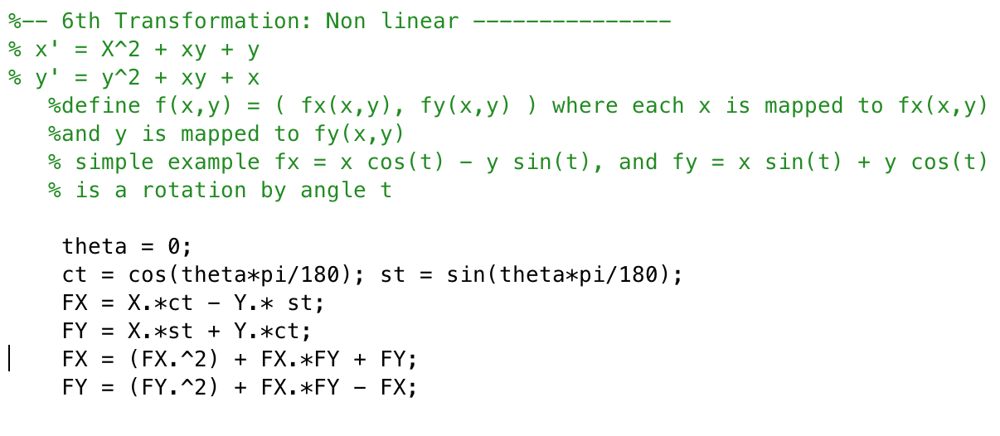 %-- 6th Transformation: Non linear ---------------
% x' = X^2 + xy + y
% y' = y^2 + xy + x
%define f(x,y) = ( fx(x,y), fy(x,y) ) where each x is mapped to fx(x,y)
%and y is mapped to fy(x,y)
% simple example fx = x cos(t) - y sin(t), and fy = x sin(t) + y cos(t)
% is a rotation by angle t
theta = 0;
ct = cos(theta*pi/180); st = sin(theta*pi/180);
FX = X.*ct - Y.* st;
FY = X.*st + Y.*ct;
FX = (FX.^2) + FX.*FY + FY;
FY = (FY.^2) + FX.*FY - FX;